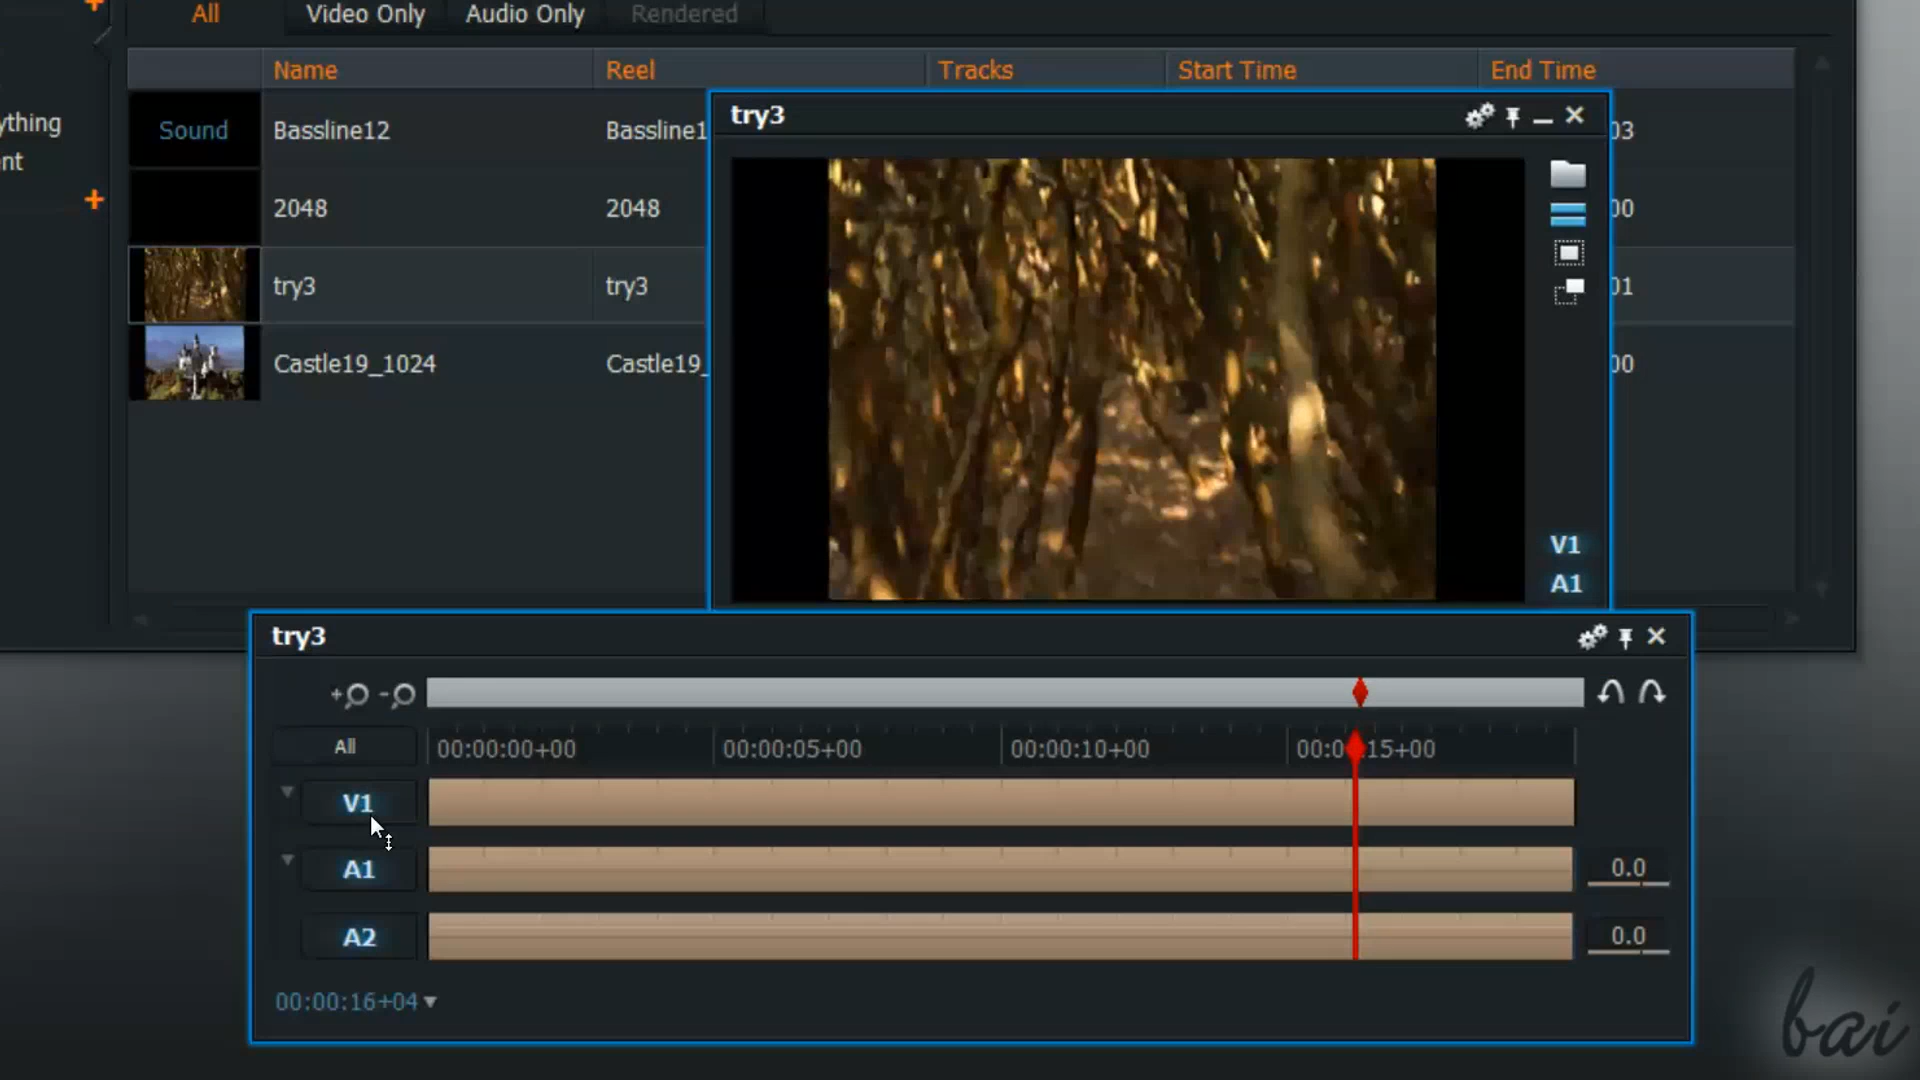 All Video Only Audio Only Rendered
Name Reel Tracks Start Time End Time
ything
nt
Sound Bassline12 Bassline1 03
2048 2048 00
try3 try3 01
Castle19_1024 Castle19_ 00
try3
V1
A1
try3
All 00:00:00+00 00:00:05+00 00:00:10+00 00:00:15+00
V1
A1 0.0
A2 0.0
00:00:16+04
bai